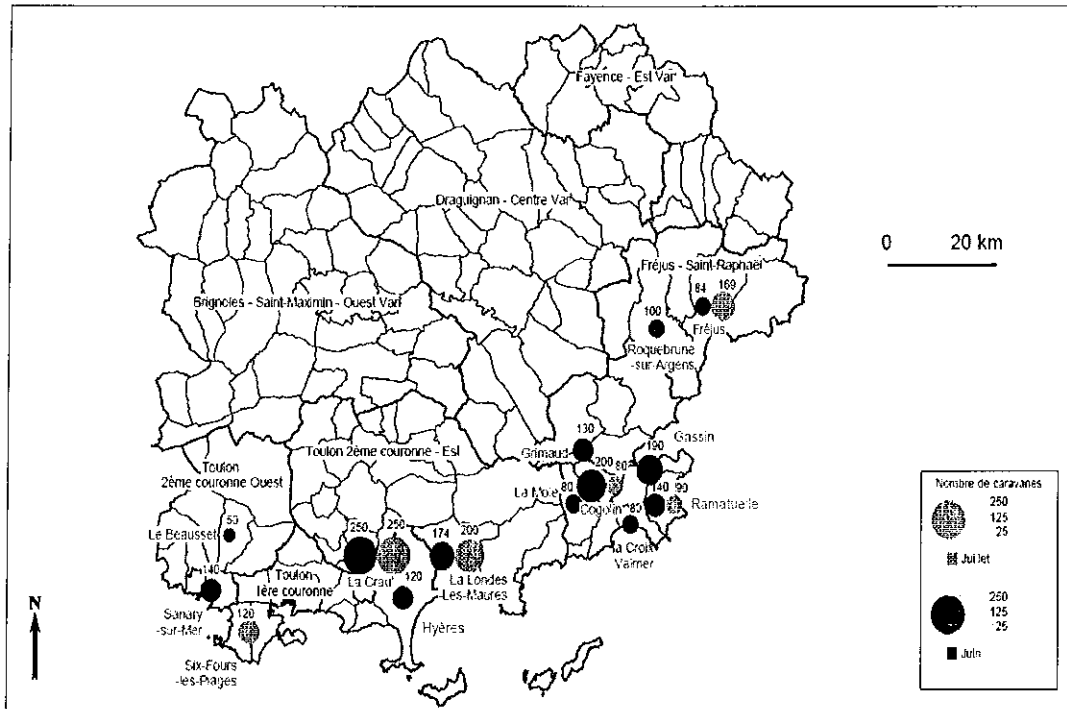 Fayence - Est Var
Draguignan - Centre Var
0 20 km
Fréjus - Saint-Raphaël
84 169
100
Fréjus
Roquebrune
-sur-Argens
Brignoles - Saint-Maximin - Ouest Var
130
Gassin
Toulon 2ème couronne - Est
Grimaud
190
200
80
Toulon
2ème couronne Ouest
La Mole
80
140
90
Ramatuelle
Cogolin
80
la Croix
Valmer
Le Beausset
50
250
250
174
200
140
Toulon
1ère couronne
La Crau
120
La Londes
-Les-Maures
Sanary
-sur-Mer
120
Hyères
Six-Fours
-les-Plages
N
Nombre de caravanes
250
125
25
Juillet
250
125
25
Juin